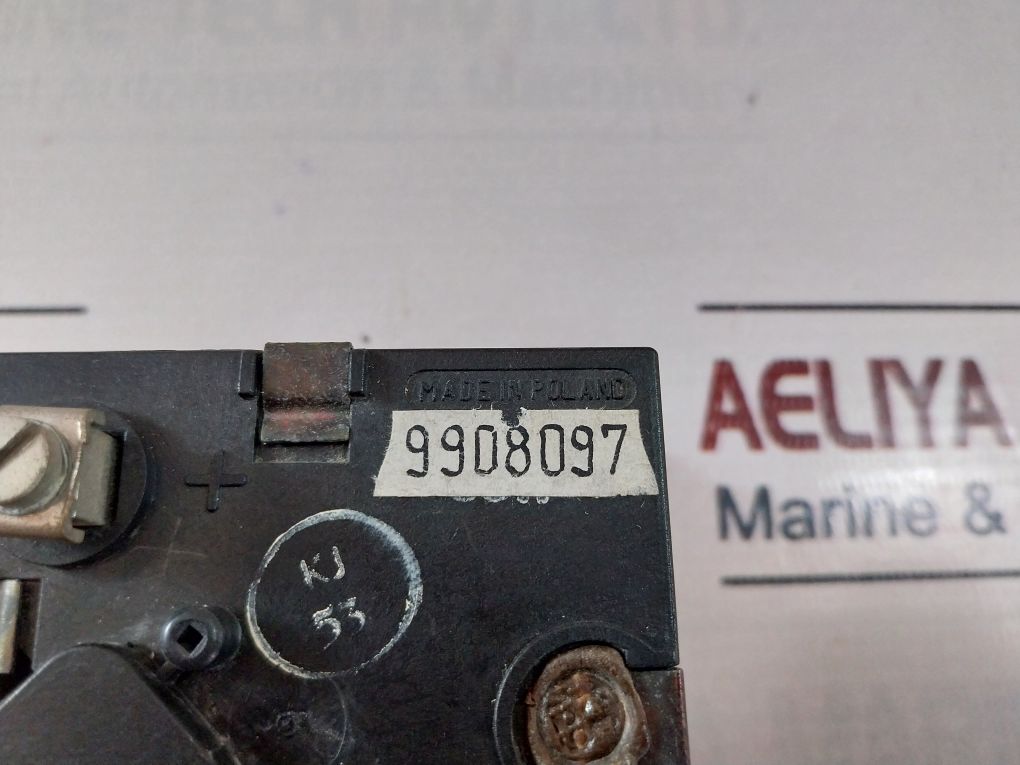 MADE IN POLAND
9908097
+
KJ
53
AELIYA
Marine &